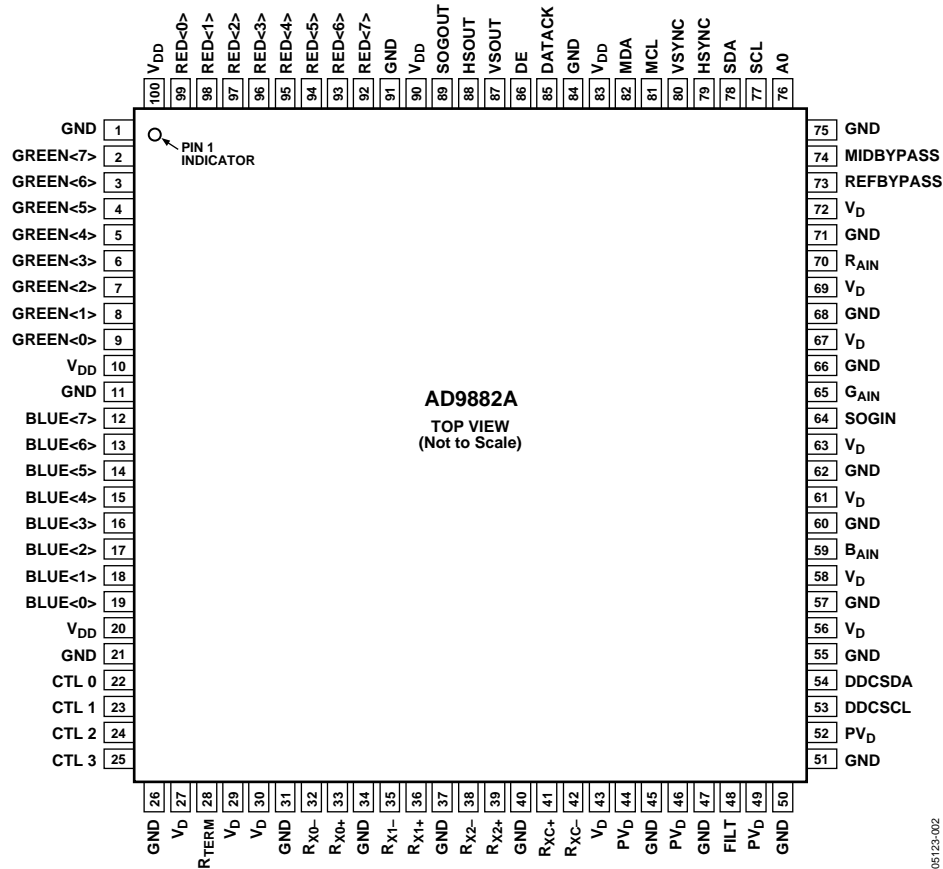 100 V_DD
99 RED<0>
98 RED<1>
97 RED<2>
96 RED<3>
95 RED<4>
94 RED<5>
93 RED<6>
92 RED<7>
91 GND
90 V_DD
89 SOGOUT
88 HSOUT
87 VSOUT
86 DE
85 DATACK
84 GND
83 V_DD
82 MDA
81 MCL
80 VSYNC
79 HSYNC
78 SDA
77 SCL
76 A0
GND 1
GREEN<7> 2
GREEN<6> 3
GREEN<5> 4
GREEN<4> 5
GREEN<3> 6
GREEN<2> 7
GREEN<1> 8
GREEN<0> 9
V_DD 10
GND 11
BLUE<7> 12
BLUE<6> 13
BLUE<5> 14
BLUE<4> 15
BLUE<3> 16
BLUE<2> 17
BLUE<1> 18
BLUE<0> 19
V_DD 20
GND 21
CTL 0 22
CTL 1 23
CTL 2 24
CTL 3 25
PIN 1
INDICATOR
AD9882A
TOP VIEW
(Not to Scale)
75 GND
74 MIDBYPASS
73 REFBYPASS
72 V_D
71 GND
70 R_AIN
69 V_D
68 GND
67 V_D
66 GND
65 G_AIN
64 SOGIN
63 V_D
62 GND
61 V_D
60 GND
59 B_AIN
58 V_D
57 GND
56 V_D
55 GND
54 DDCSDA
53 DDCSCL
52 PV_D
51 GND
26 GND
27 V_D
28 R_TERM
29 V_D
30 V_D
31 GND
32 R_X0–
33 R_X0+
34 GND
35 R_X1–
36 R_X1+
37 GND
38 R_X2–
39 R_X2+
40 GND
41 R_XC+
42 R_XC–
43 V_D
44 PV_D
45 GND
46 PV_D
47 GND
48 FILT
49 PV_D
50 GND
05123-002